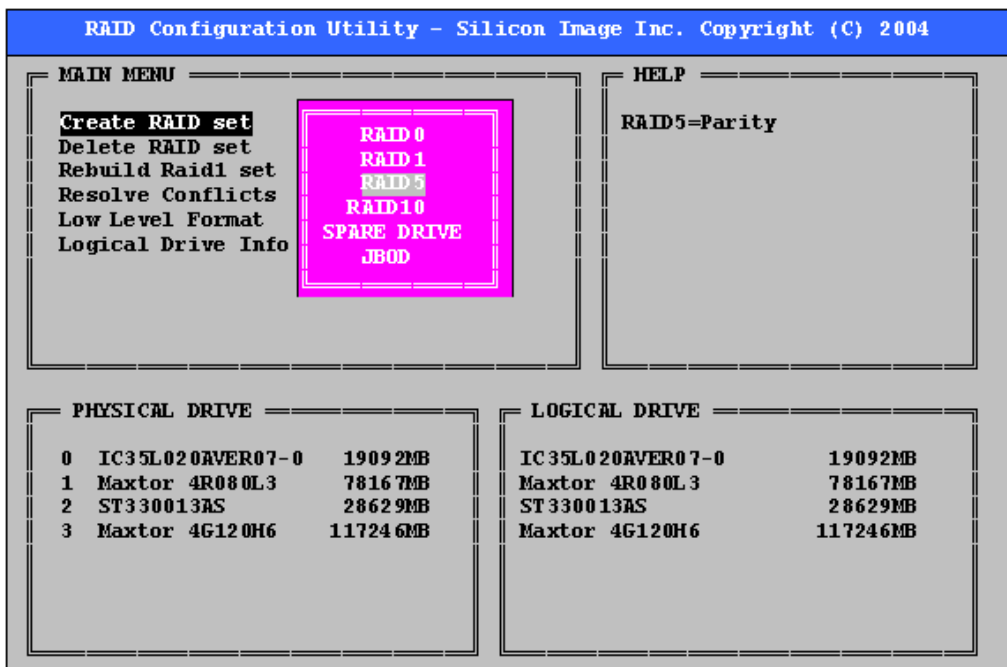 RAID Configuration Utility - Silicon Image Inc. Copyright (C) 2004
MAIN MENU
Create RAID set
Delete RAID set
Rebuild Raid1 set
Resolve Conflicts
Low Level Format
Logical Drive Info
RAID0
RAID1
RAID5
RAID10
SPARE DRIVE
JBOD
HELP
RAID5=Parity
PHYSICAL DRIVE
0 IC35L020AVER07-0 19092MB
1 Maxtor 4R080L3 78167MB
2 ST330013AS 28629MB
3 Maxtor 4G120H6 117246MB
LOGICAL DRIVE
IC35L020AVER07-0 19092MB
Maxtor 4R080L3 78167MB
ST330013AS 28629MB
Maxtor 4G120H6 117246MB